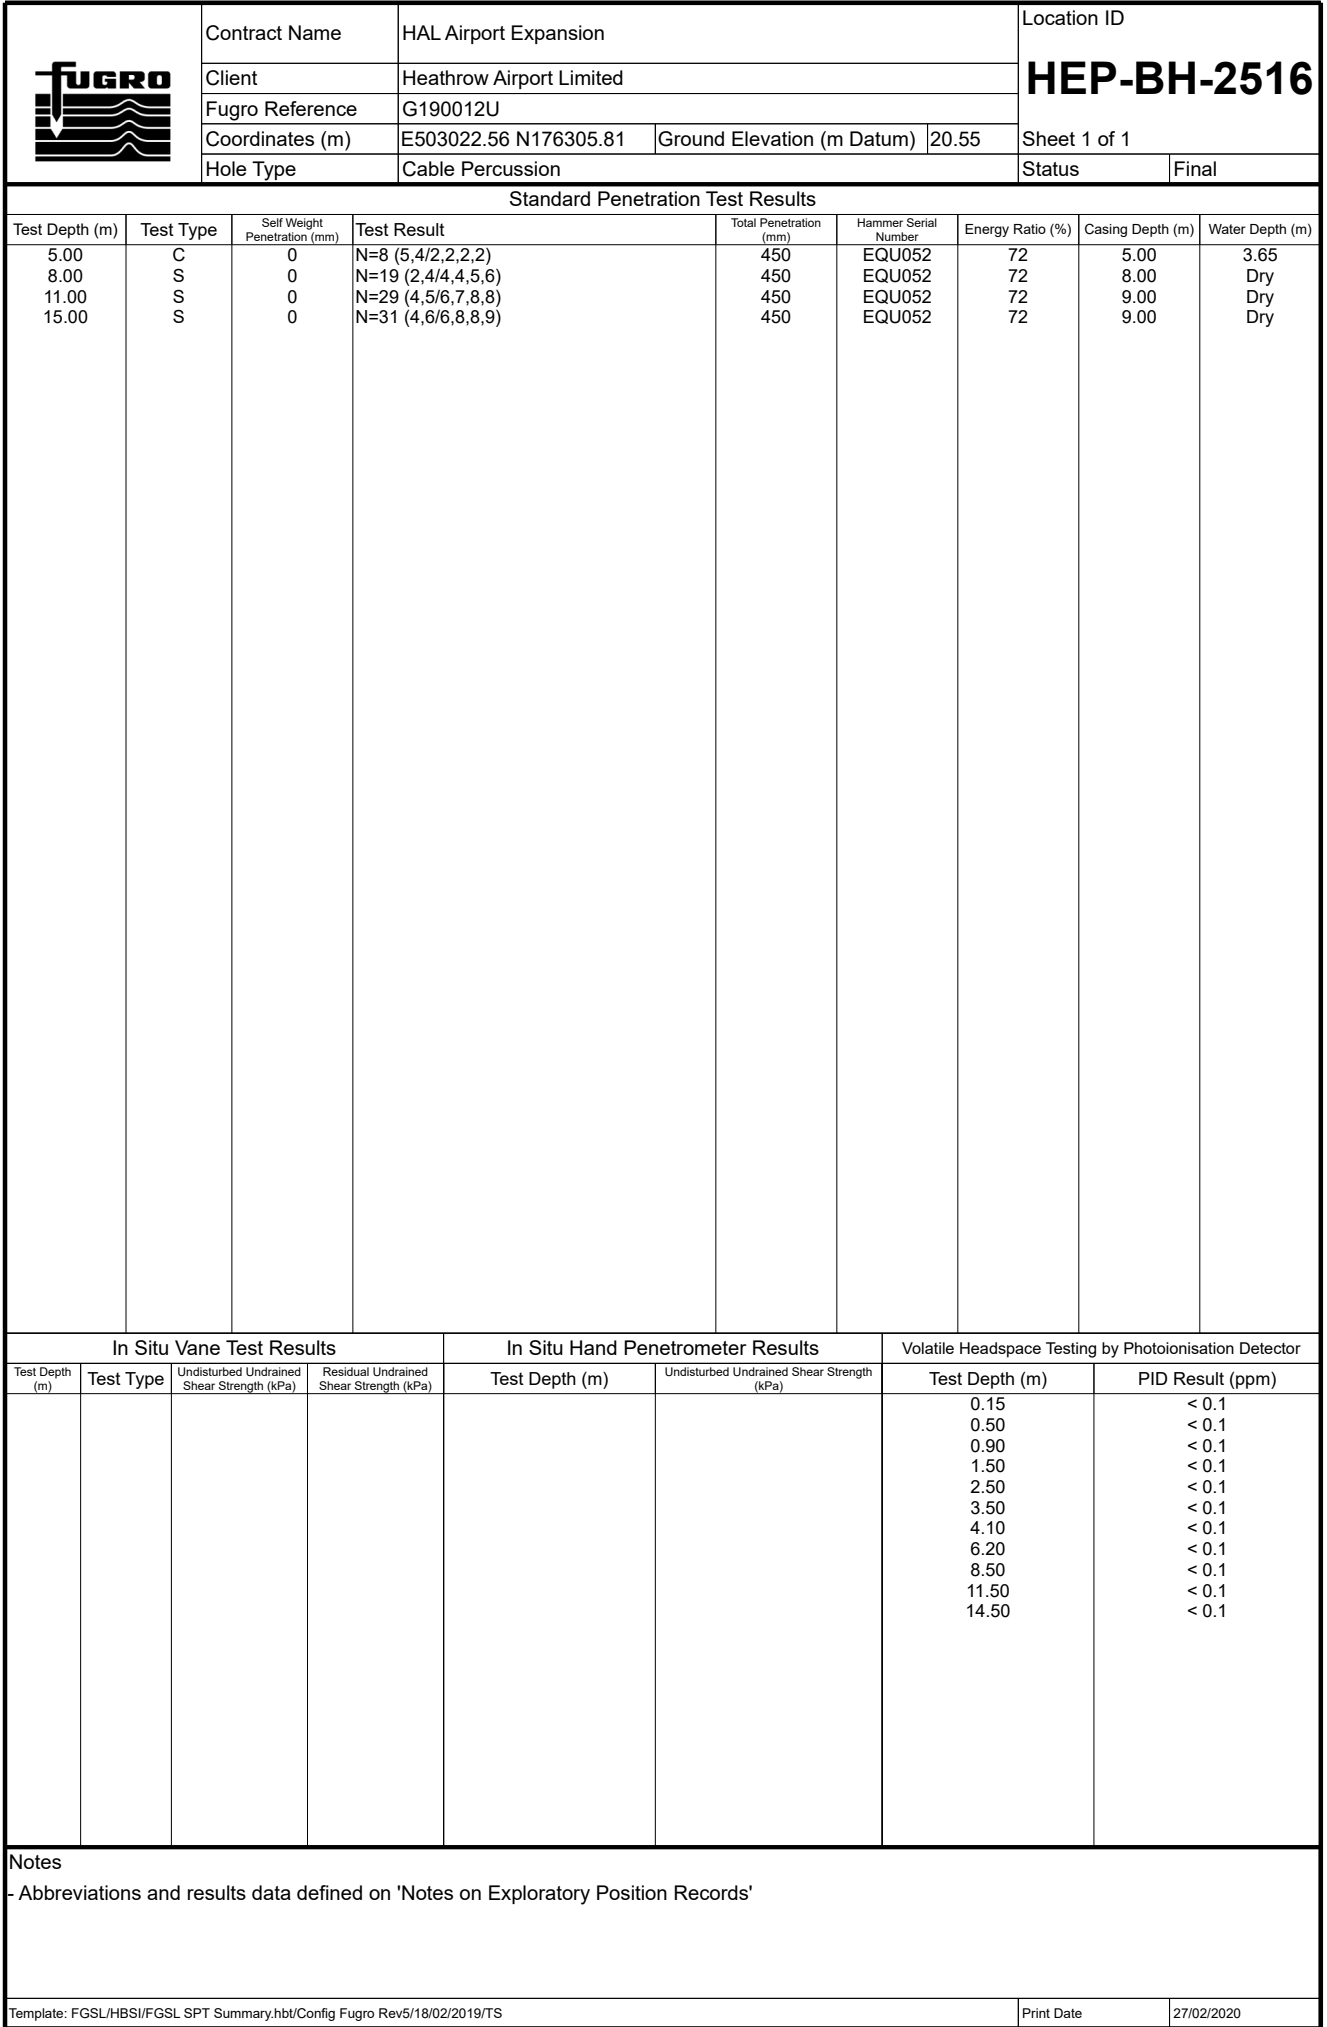 FUGRO
Contract Name HAL Airport Expansion
Client Heathrow Airport Limited
Fugro Reference G190012U
Coordinates (m) E503022.56 N176305.81 Ground Elevation (m Datum) 20.55
Hole Type Cable Percussion
Location ID
HEP-BH-2516
Sheet 1 of 1
Status Final
Standard Penetration Test Results
Test Depth (m) Test Type Self Weight Penetration (mm) Test Result Total Penetration (mm) Hammer Serial Number Energy Ratio (%) Casing Depth (m) Water Depth (m)
5.00 C 0 N=8 (5,4/2,2,2,2) 450 EQU052 72 5.00 3.65
8.00 S 0 N=19 (2,4/4,4,5,6) 450 EQU052 72 8.00 Dry
11.00 S 0 N=29 (4,5/6,7,8,8) 450 EQU052 72 9.00 Dry
15.00 S 0 N=31 (4,6/6,8,8,9) 450 EQU052 72 9.00 Dry
In Situ Vane Test Results
Test Depth (m) Test Type Undisturbed Undrained Shear Strength (kPa) Residual Undrained Shear Strength (kPa)
In Situ Hand Penetrometer Results
Test Depth (m) Undisturbed Undrained Shear Strength (kPa)
Volatile Headspace Testing by Photoionisation Detector
Test Depth (m) PID Result (ppm)
0.15 < 0.1
0.50 < 0.1
0.90 < 0.1
1.50 < 0.1
2.50 < 0.1
3.50 < 0.1
4.10 < 0.1
6.20 < 0.1
8.50 < 0.1
11.50 < 0.1
14.50 < 0.1
Notes
- Abbreviations and results data defined on 'Notes on Exploratory Position Records'
Template: FGSL/HBSI/FGSL SPT Summary.hbt/Config Fugro Rev5/18/02/2019/TS
Print Date 27/02/2020